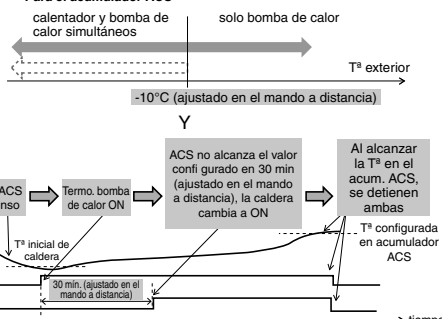 calentador y bomba de
calor simultáneos
solo bomba de calor
Tª exterior
-10°C (ajustado en el mando a distancia)
Y
ACS
Termo. bomba
de calor ON
ACS no alcanza el valor
confi gurado en 30 min
(ajustado en el mando
a distancia), la caldera
cambia a ON
Al alcanzar
la Tª en el
acum. ACS,
se detienen
ambas
Tª inicial de
caldera
Tª configurada
en acumulador
ACS
30 mín. (ajustado en el
mando a distancia)